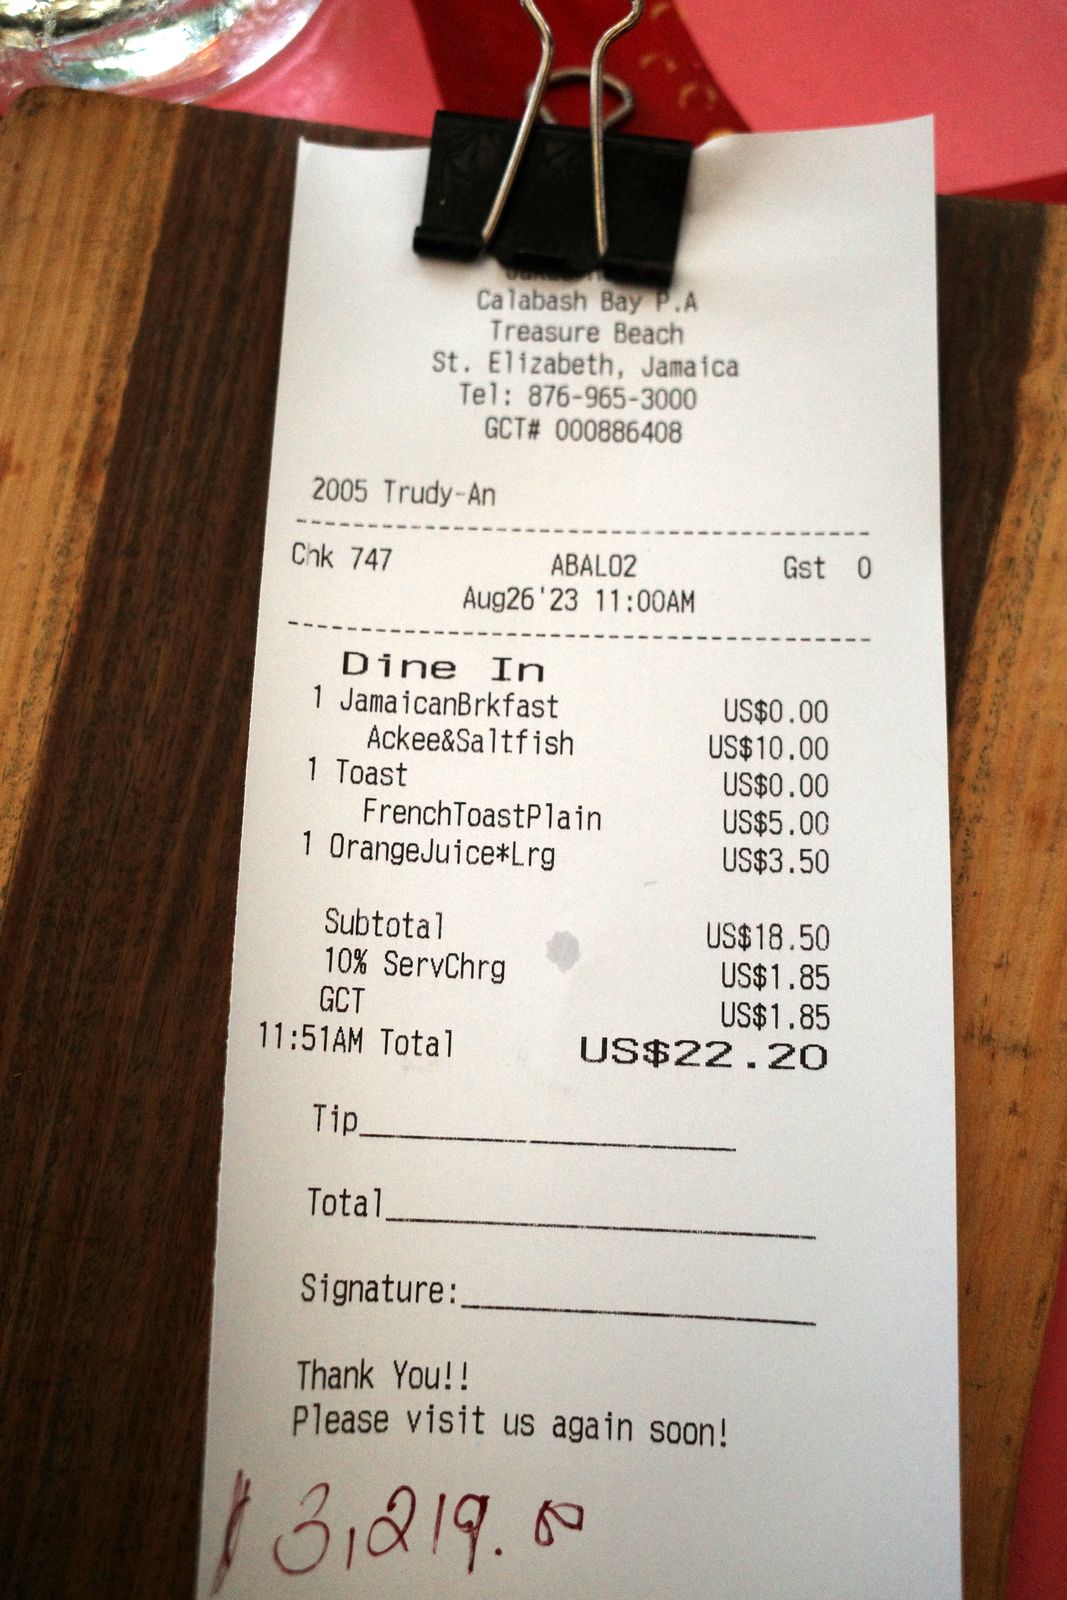 Calabash Bay P.A
Treasure Beach
St. Elizabeth, Jamaica
Tel: 876-965-3000
GCT# 000886408
2005 Trudy-An
Chk 747 ABAL02 Gst 0
Aug26'23 11:00AM
Dine In
1 JamaicanBrkfast US$0.00
Ackee&Saltfish US$10.00
1 Toast US$0.00
FrenchToastPlain US$5.00
1 OrangeJuice*Lrg US$3.50
Subtotal US$18.50
10% ServChrg US$1.85
GCT US$1.85
11:51AM Total US$22.20
Tip
Total
Signature:
Thank You!!
Please visit us again soon!
$3,219.00